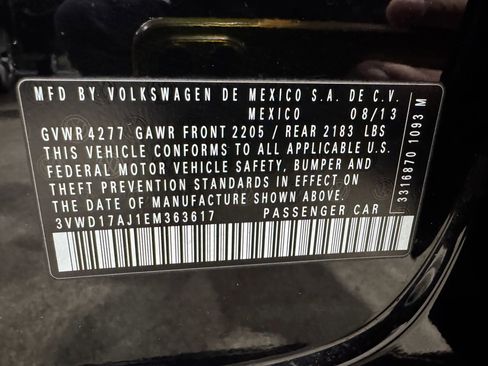 MFD BY VOLKSWAGEN DE MEXICO S.A. DE C.V.
MEXICO 08/13
GVWR 4277 GAWR FRONT 2205 / REAR 2183 LBS
THIS VEHICLE CONFORMS TO ALL APPLICABLE U.S.
FEDERAL MOTOR VEHICLE SAFETY, BUMPER AND
THEFT PREVENTION STANDARDS IN EFFECT ON THE
DATE OF MANUFACTURE SHOWN ABOVE.
3VWD17AJ1EM363617 PASSENGER CAR
3316870 1093 M